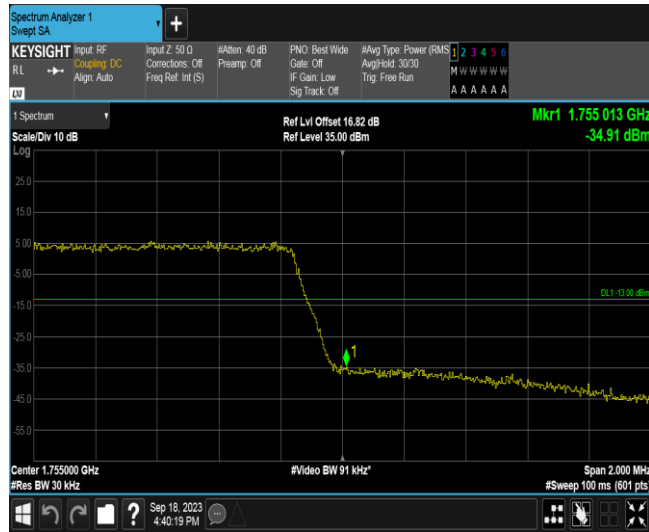 Spectrum Analyzer 1
Swept SA
+
KEYSIGHT Input: RF Input Z: 50 Ω #Atten: 40 dB PNO: Best Wide #Avg Type: Power (RMS 1 2 3 4 5 6
RL Coupling: DC Corrections: Off Preamp: Off Gate: Off Avg|Hold: 30/30 M W W W W W
Align: Auto Freq Ref: Int (S) IF Gain: Low Trig: Free Run
LXI Sig Track: Off A A A A A A
1 Spectrum Ref Lvl Offset 16.82 dB Mkr1 1.755 013 GHz
Scale/Div 10 dB Ref Level 35.00 dBm -34.91 dBm
Log
25.0
15.0
5.00
-5.00
DL1 -13.00 dBm
-15.0
-25.0
1
-35.0
-45.0
-55.0
Center 1.755000 GHz #Video BW 91 kHz* Span 2.000 MHz
#Res BW 30 kHz #Sweep 100 ms (601 pts)
? Sep 18, 2023
4:40:19 PM